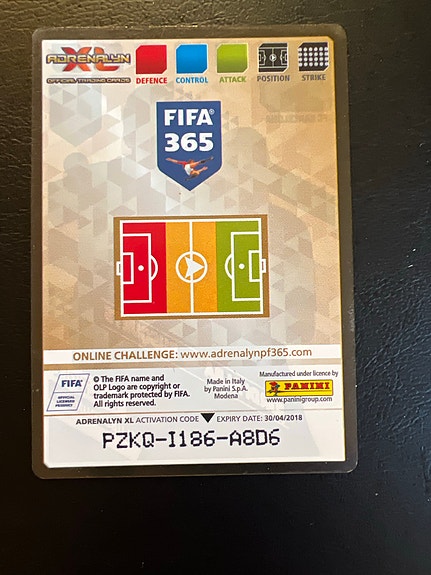 ADRENALYN
XL
OFFICIAL TRADING CARDS
DEFENCE
CONTROL
ATTACK
POSITION
STRIKE
FIFA®
365
ONLINE CHALLENGE: www.adrenalynpf365.com
FIFA®
OFFICIAL
LICENSED
PRODUCT
© The FIFA name and
OLP Logo are copyright or
trademark protected by FIFA.
All rights reserved.
Made in Italy
by Panini S.p.A.
Modena
Manufactured under licence by
PANINI
www.paninigroup.com
ADRENALYN XL ACTIVATION CODE EXPIRY DATE: 30/04/2018
PZKQ-I186-A8D6